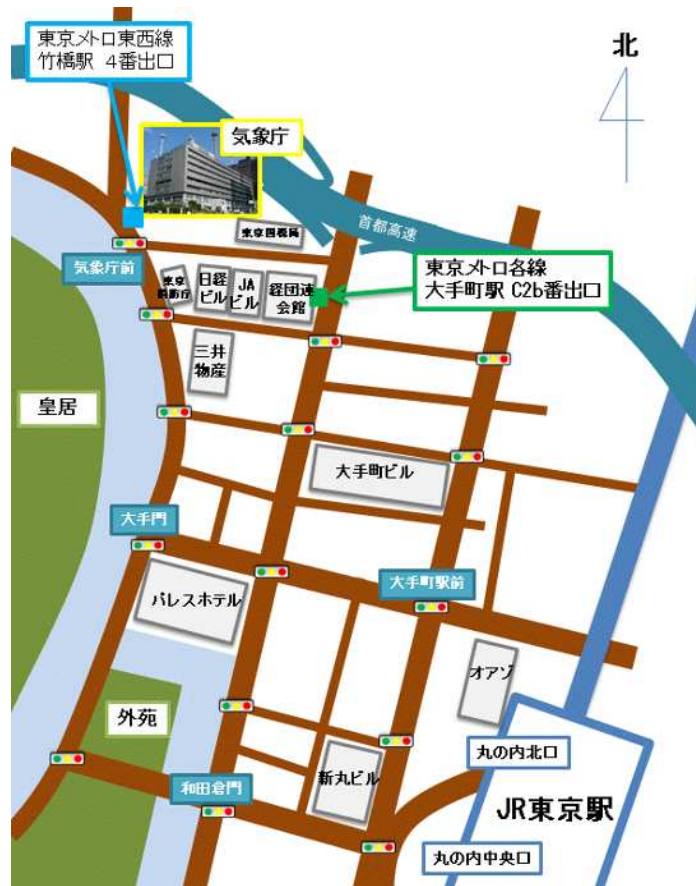 東京メトロ東西線
竹橋駅 4番出口
北
気象庁
首都高速
東京国税局
気象庁前
東京メトロ各線
大手町駅 C2b番出口
東京
消防庁
日経
ビル
JA
ビル
経団連
会館
三井
物産
皇居
大手町ビル
大手門
大手町駅前
パレスホテル
オアゾ
外苑
丸の内北口
和田倉門
新丸ビル
JR東京駅
丸の内中央口